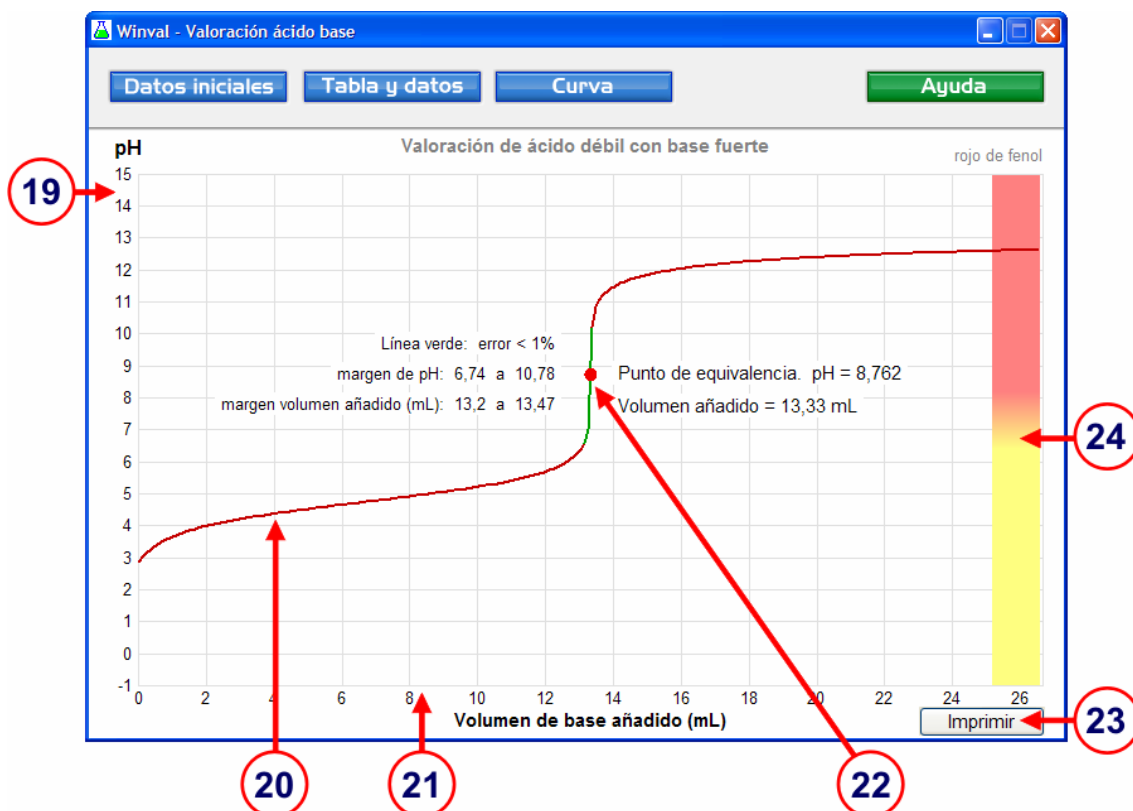 Winval - Valoración ácido base
Datos iniciales
Tabla y datos
Curva
Ayuda
pH
Valoración de ácido débil con base fuerte
rojo de fenol
15
14
13
12
11
10
9
8
7
6
5
4
3
2
1
0
-1
Línea verde: error < 1%
margen de pH: 6,74 a 10,78
margen volumen añadido (mL): 13,2 a 13,47
Punto de equivalencia. pH = 8,762
Volumen añadido = 13,33 mL
0 2 4 6 8 10 12 14 16 18 20 22 24 26
Volumen de base añadido (mL)
Imprimir
19
20
21
22
23
24